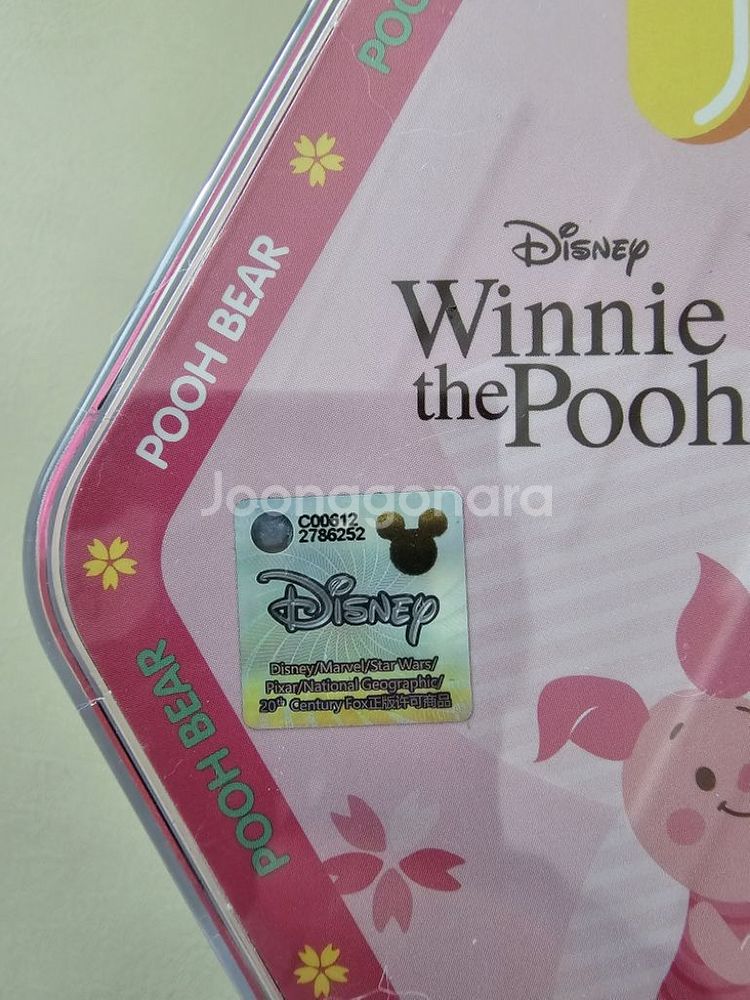 POO
POOH BEAR
Disney
Winnie
the Pooh
Joonggonara
C00612
2786252
Disney
Disney/Marvel/Star Wars/
Pixar/National Geographic/
20th Century Fox正版许可商品
POOH BEAR